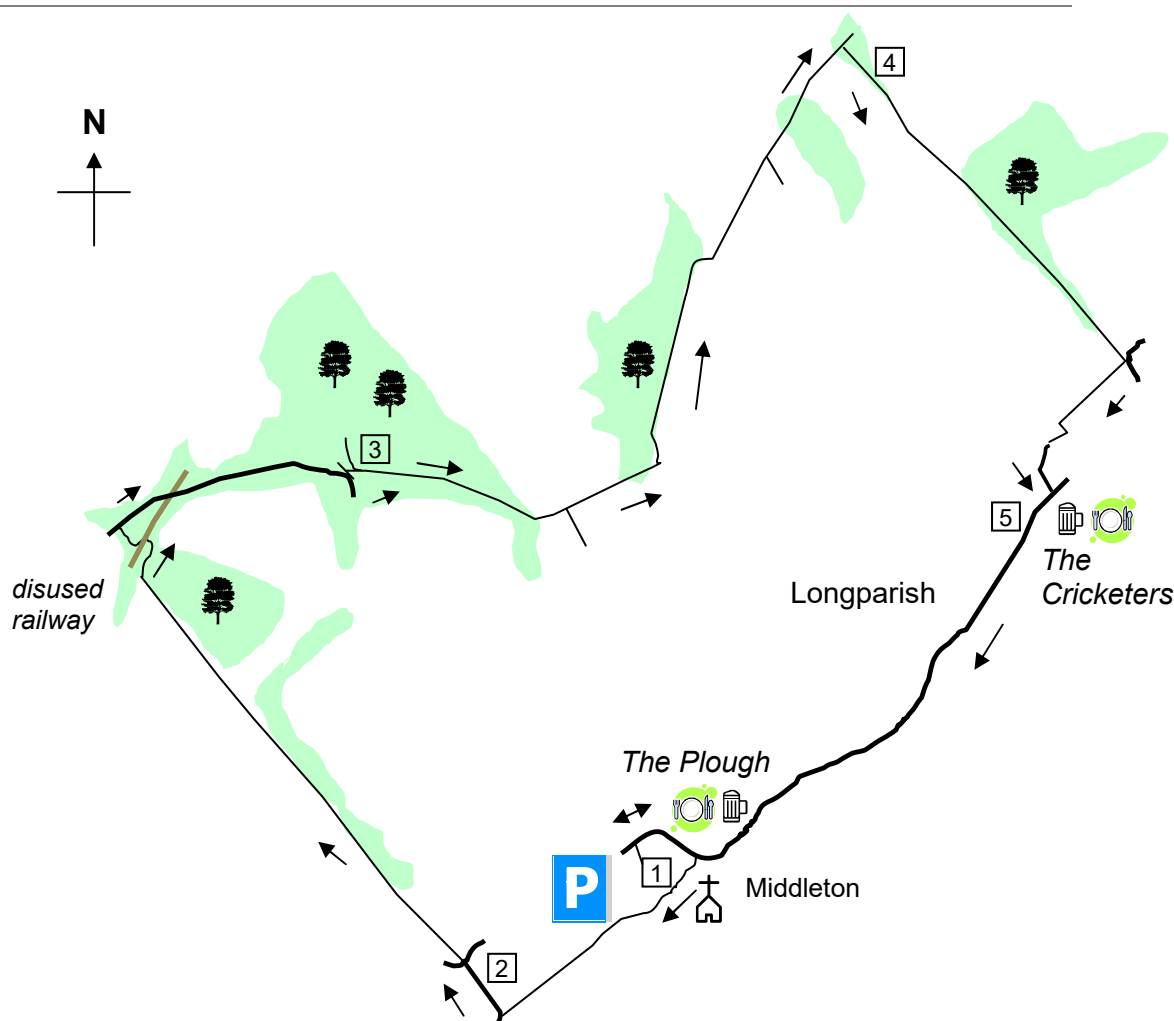 4
N
3
disused
railway
5
The
Cricketers
Longparish
The Plough
P
1
Middleton
2